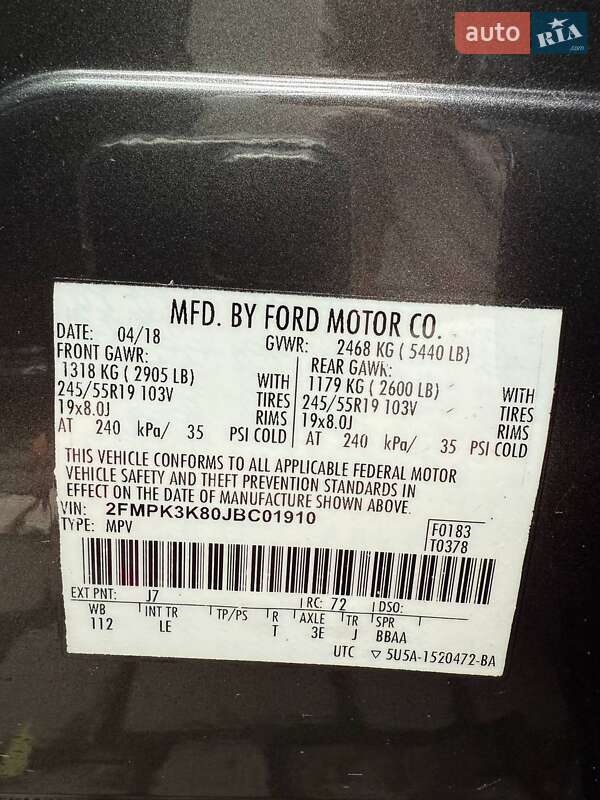 auto RIA.com
MFD. BY FORD MOTOR CO.
DATE: 04/18 GVWR: 2468 KG ( 5440 LB)
FRONT GAWR: REAR GAWR:
1318 KG ( 2905 LB) WITH 1179 KG ( 2600 LB) WITH
245/55R19 103V TIRES 245/55R19 103V TIRES
19x8.0J RIMS 19x8.0J RIMS
AT 240 kPa/ 35 PSI COLD AT 240 kPa/ 35 PSI COLD
THIS VEHICLE CONFORMS TO ALL APPLICABLE FEDERAL MOTOR
VEHICLE SAFETY AND THEFT PREVENTION STANDARDS IN
EFFECT ON THE DATE OF MANUFACTURE SHOWN ABOVE.
VIN: 2FMPK3K80JBC01910
TYPE: MPV F0183
T0378
EXT PNT: J7 RC: 72 DSO:
WB INT TR TP/PS R AXLE TR SPR
112 LE T 3E J BBAA
UTC ▽ 5U5A-1520472-BA